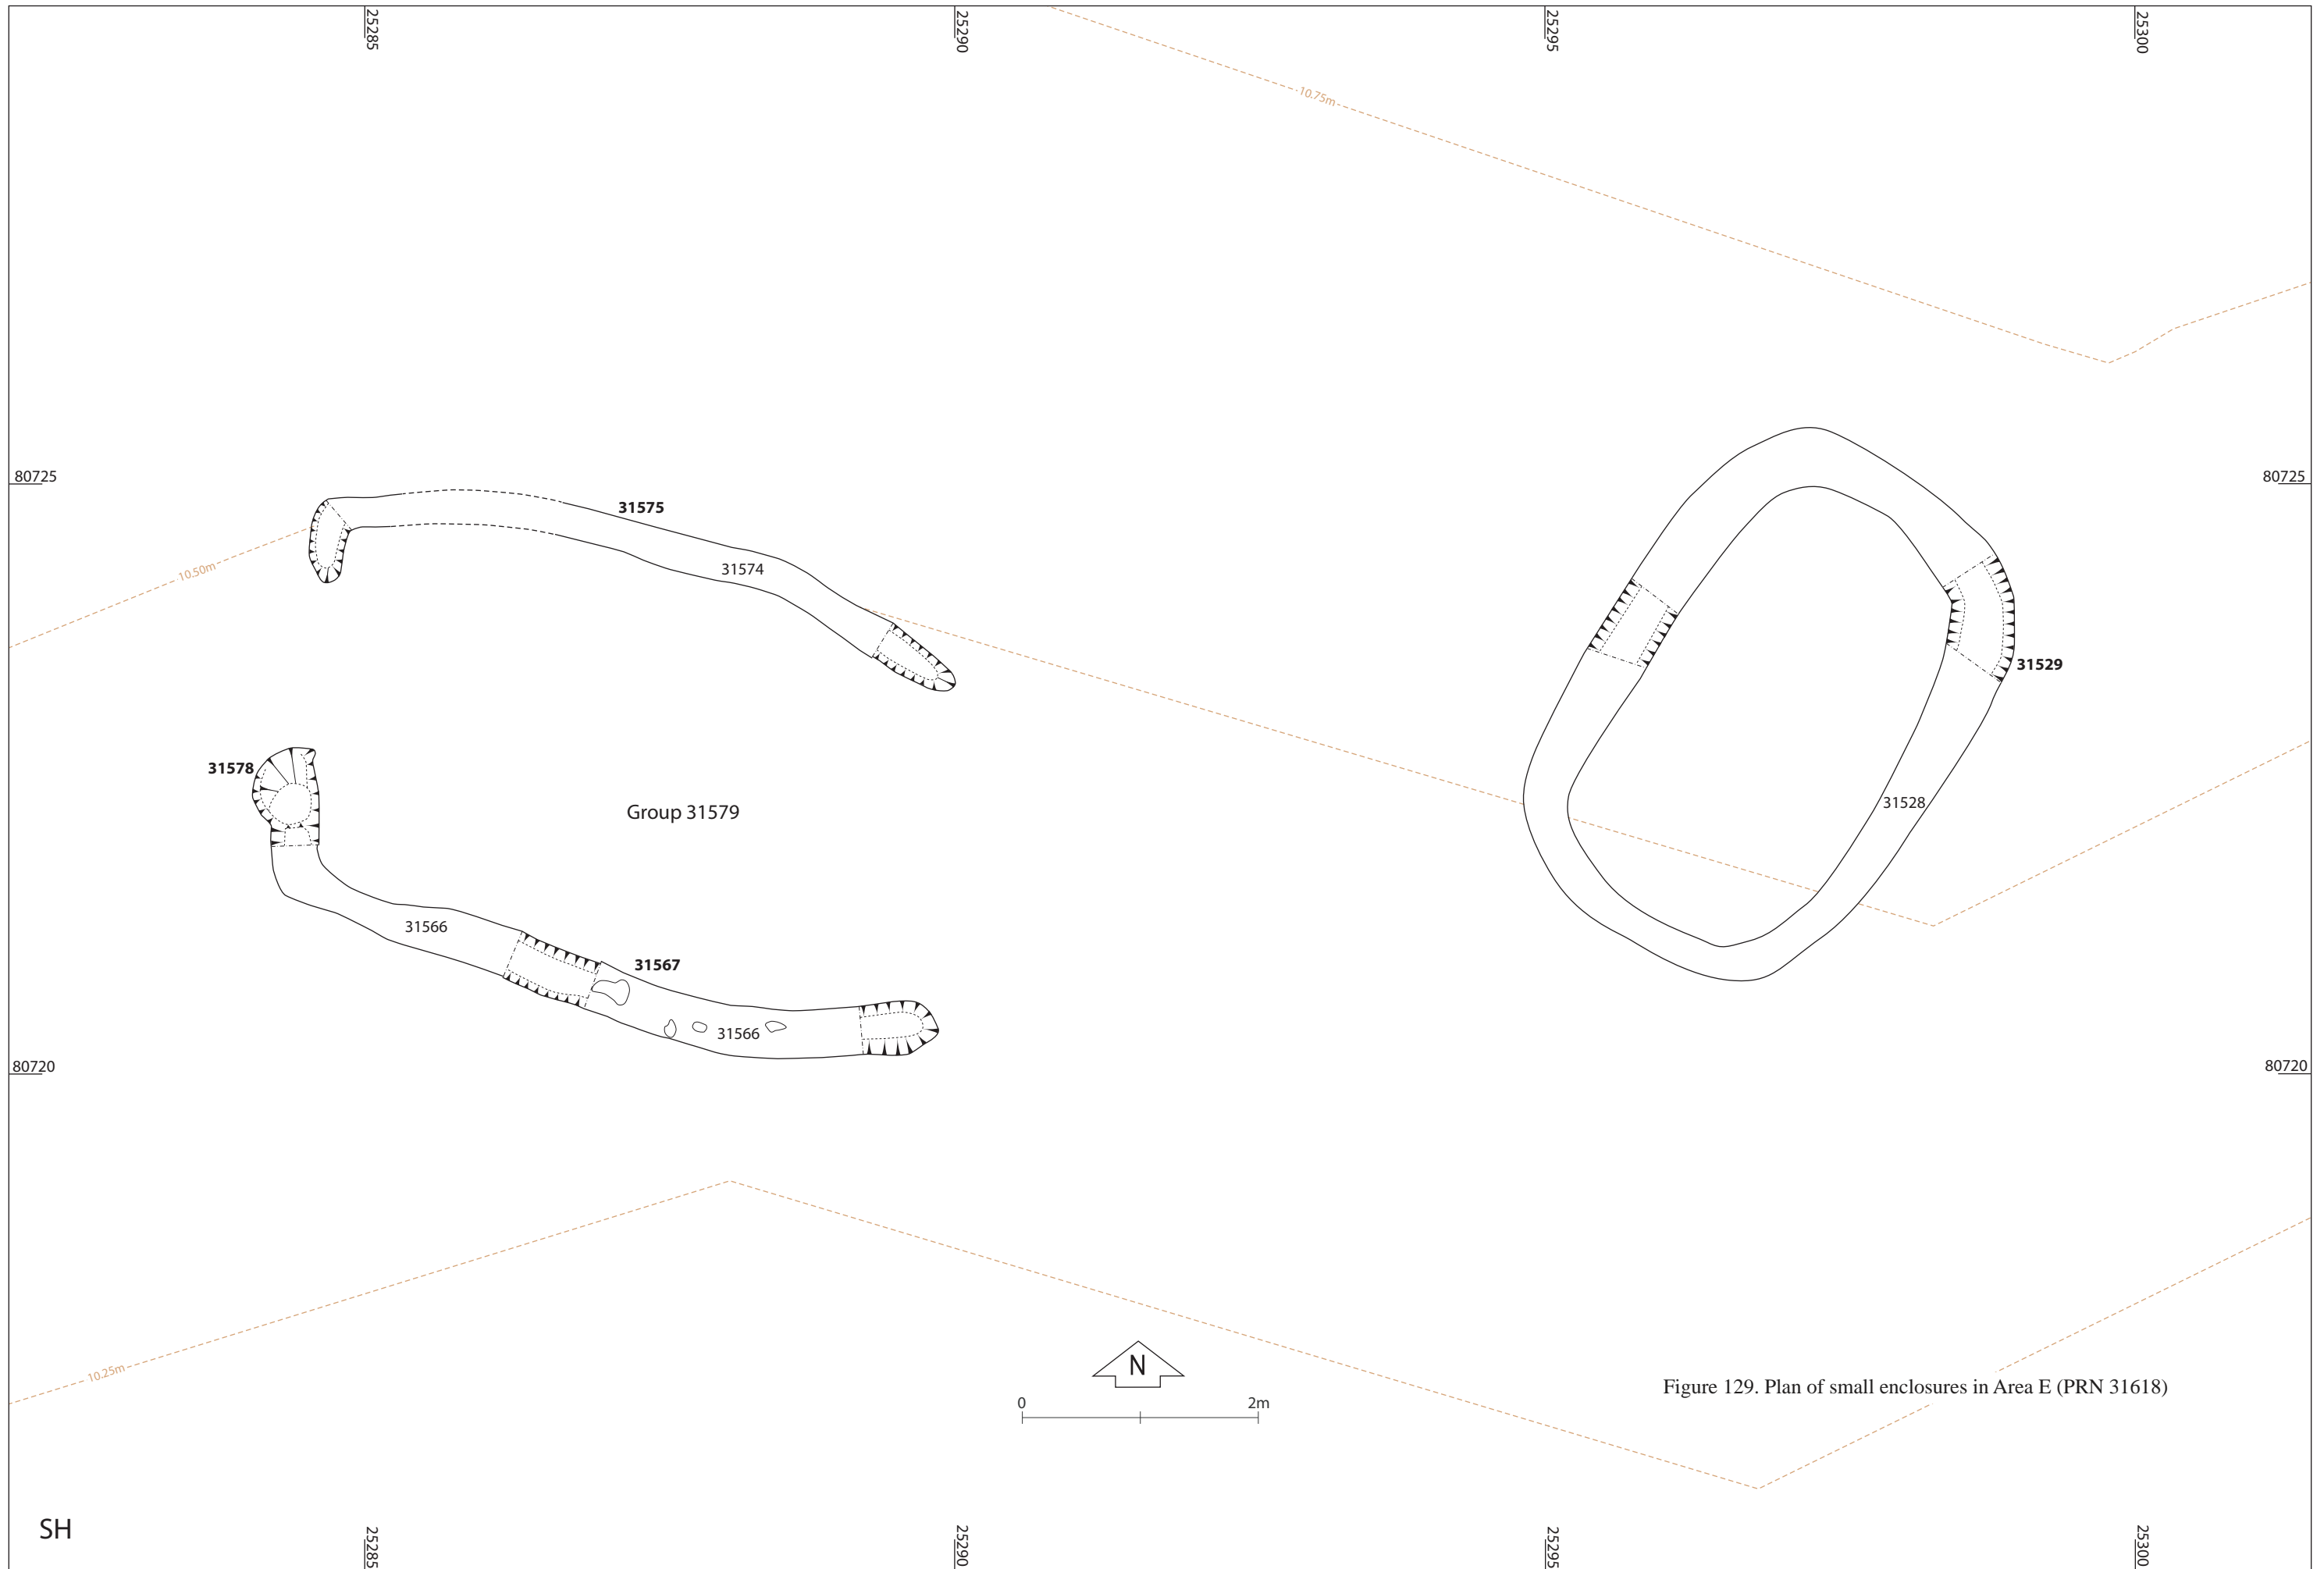 25285
25290
25295
25300
10.75m
80725
80725
31575
10.50m
31574
31529
31578
Group 31579
31528
31566
31567
31566
80720
80720
N
10.25m
0
2m
Figure 129. Plan of small enclosures in Area E (PRN 31618)
SH
25285
25290
25295
25300